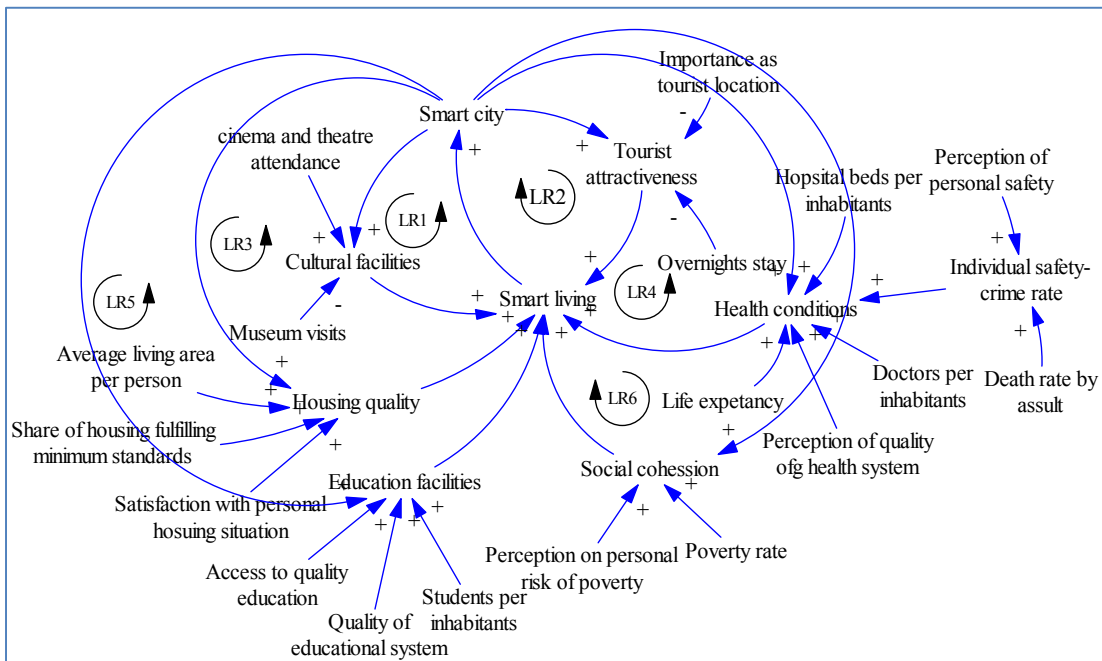 Importance as
tourist location
Smart city
-
+
+
cinema and theatre
attendance
Tourist
attractiveness
Perception of
personal safety
Hopsital beds per
inhabitants
LR2
LR1
LR3
+
+
-
+
Cultural facilities
Overnights stay
Individual safety-
crime rate
+
+
+
+
LR4
LR5
Smart living
Health conditions
+
+
+
+
+
+
-
Museum visits
+
+
+
+
Average living area
per person
+
+
+
Housing quality
LR6
Life expetancy
Doctors per
inhabitants
Death rate by
assult
Share of housing fulfilling
minimum standards
+
+
Perception of quality
ofg health system
Social cohession
Education facilities
Satisfaction with personal
hosuing situation
+
+
+
+
+
+
Perception on personal
risk of poverty
Poverty rate
Access to quality
education
Students per
inhabitants
Quality of
educational system